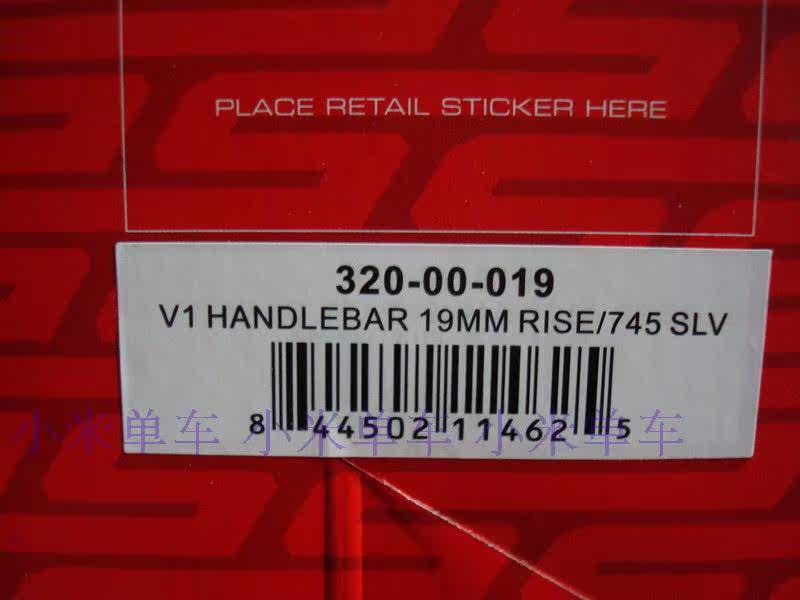 PLACE RETAIL STICKER HERE
320-00-019
V1 HANDLEBAR 19MM RISE/745 SLV
8 44502 11462 5
小米单车 小米单车 小米单车